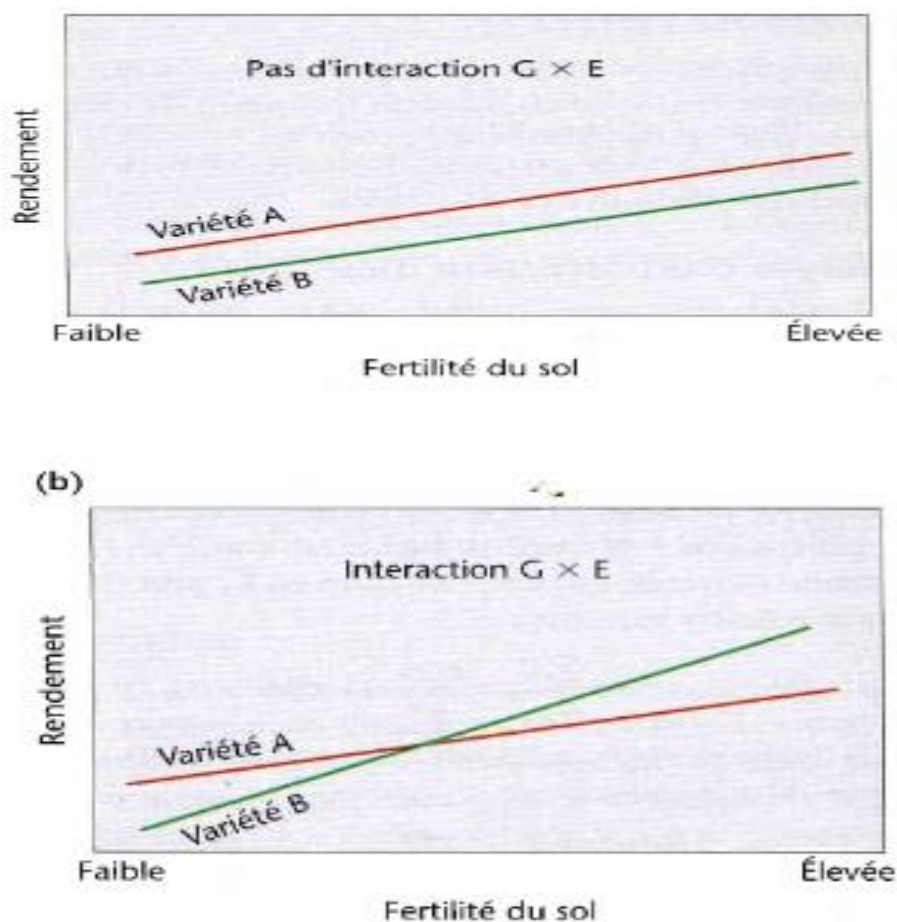 Pas d'interaction G × E
Rendement
Variété A
Variété B
Faible
Élevée
Fertilité du sol
(b)
Interaction G × E
Rendement
Variété A
Variété B
Faible
Élevée
Fertilité du sol